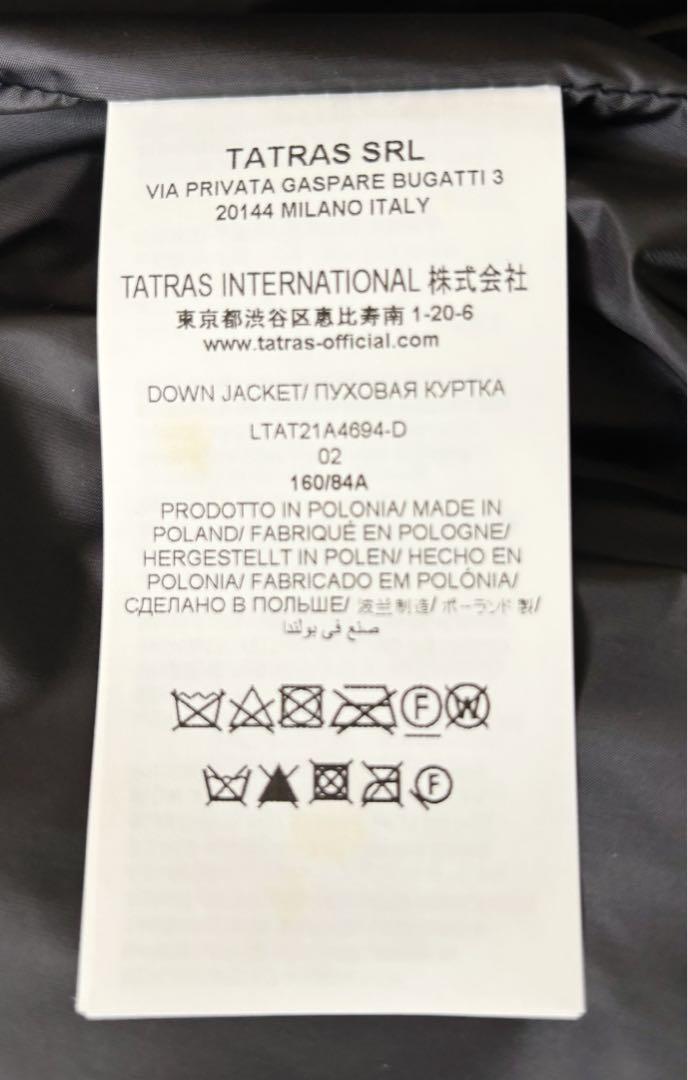 TATRAS SRL
VIA PRIVATA GASPARE BUGATTI 3
20144 MILANO ITALY
TATRAS INTERNATIONAL 株式会社
東京都渋谷区恵比寿南 1-20-6
www.tatras-official.com
DOWN JACKET/ ПУХОВАЯ КУРТКА
LTAT21A4694-D
02
160/84A
PRODOTTO IN POLONIA/ MADE IN
POLAND/ FABRIQUÉ EN POLOGNE/
HERGESTELLT IN POLEN/ HECHO EN
POLONIA/ FABRICADO EM POLÓNIA/
СДЕЛАНО В ПОЛЬШЕ/ 波兰制造/ ポーランド製/
صنع في بولندا
F W
F